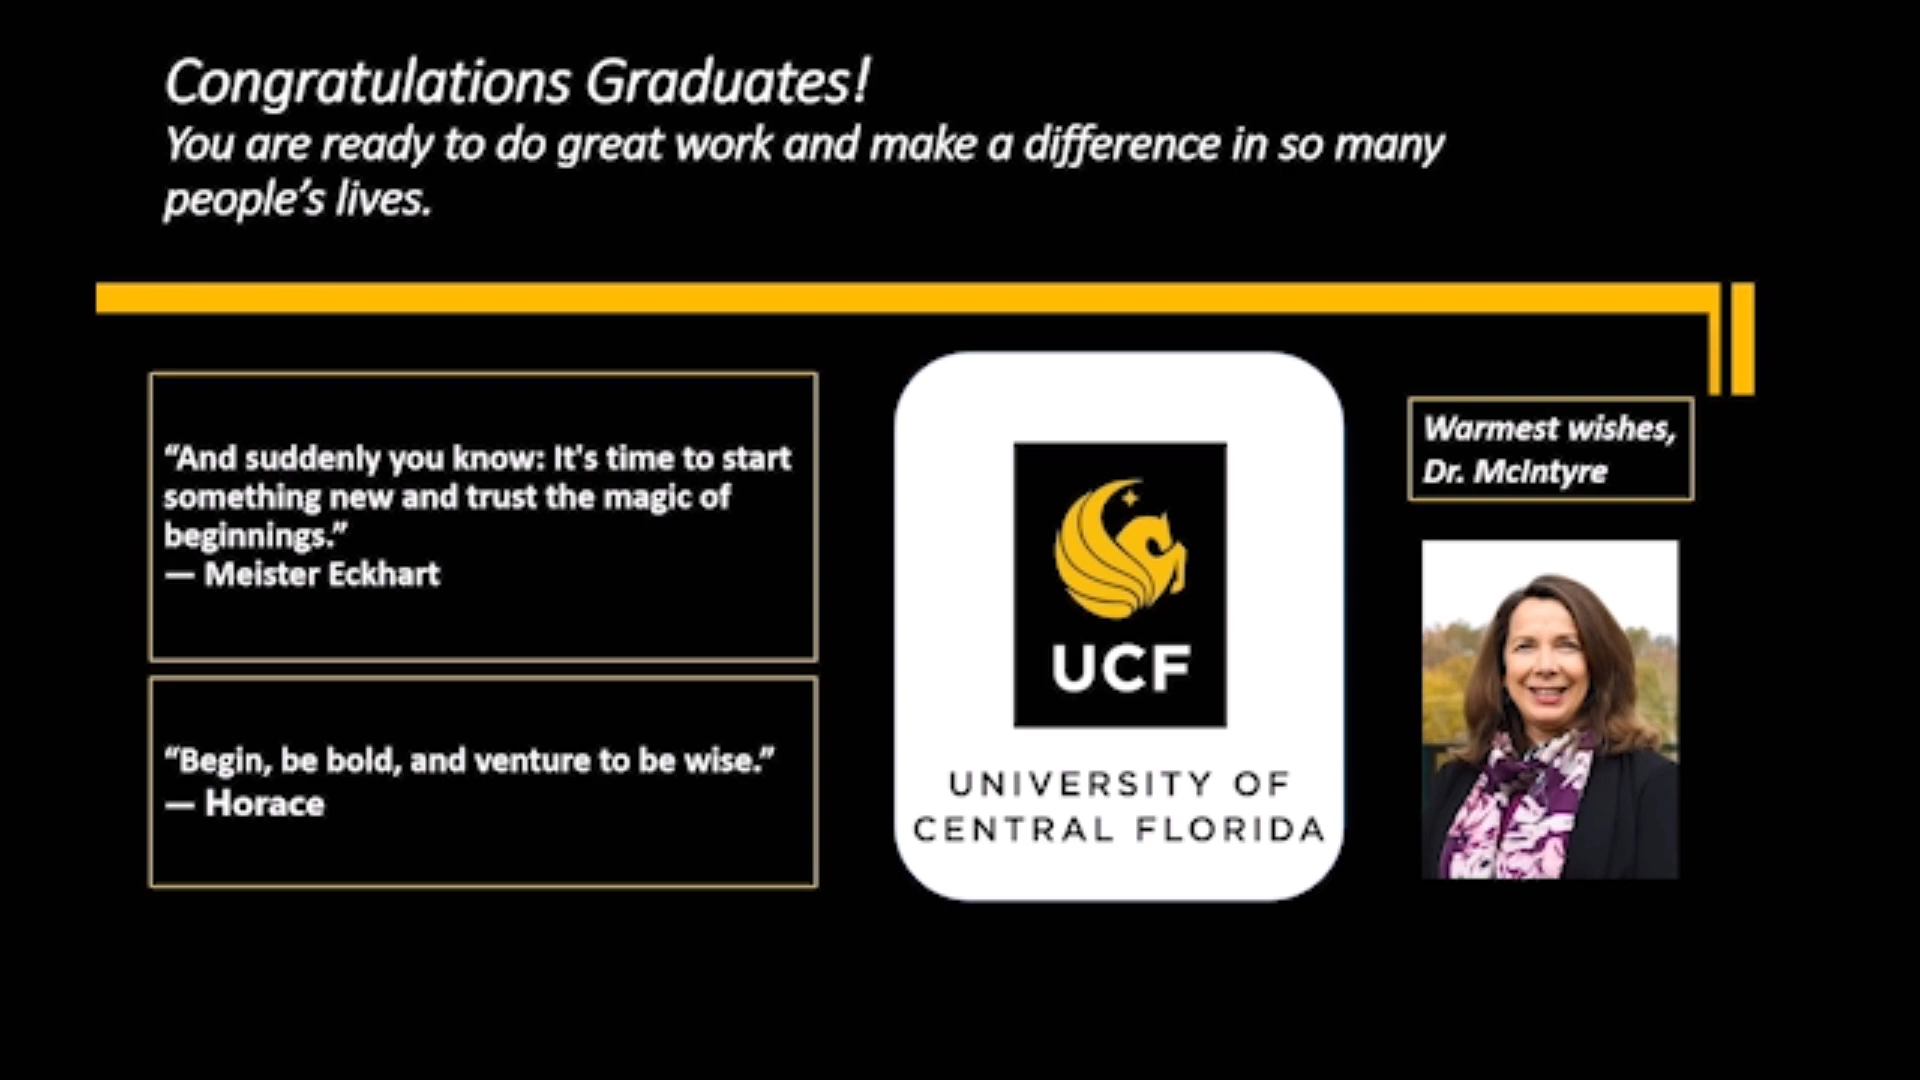 Congratulations Graduates!
You are ready to do great work and make a difference in so many
people’s lives.
“And suddenly you know: It's time to start
something new and trust the magic of
beginnings.”
— Meister Eckhart
“Begin, be bold, and venture to be wise.”
— Horace
UCF
UNIVERSITY OF
CENTRAL FLORIDA
Warmest wishes,
Dr. McIntyre